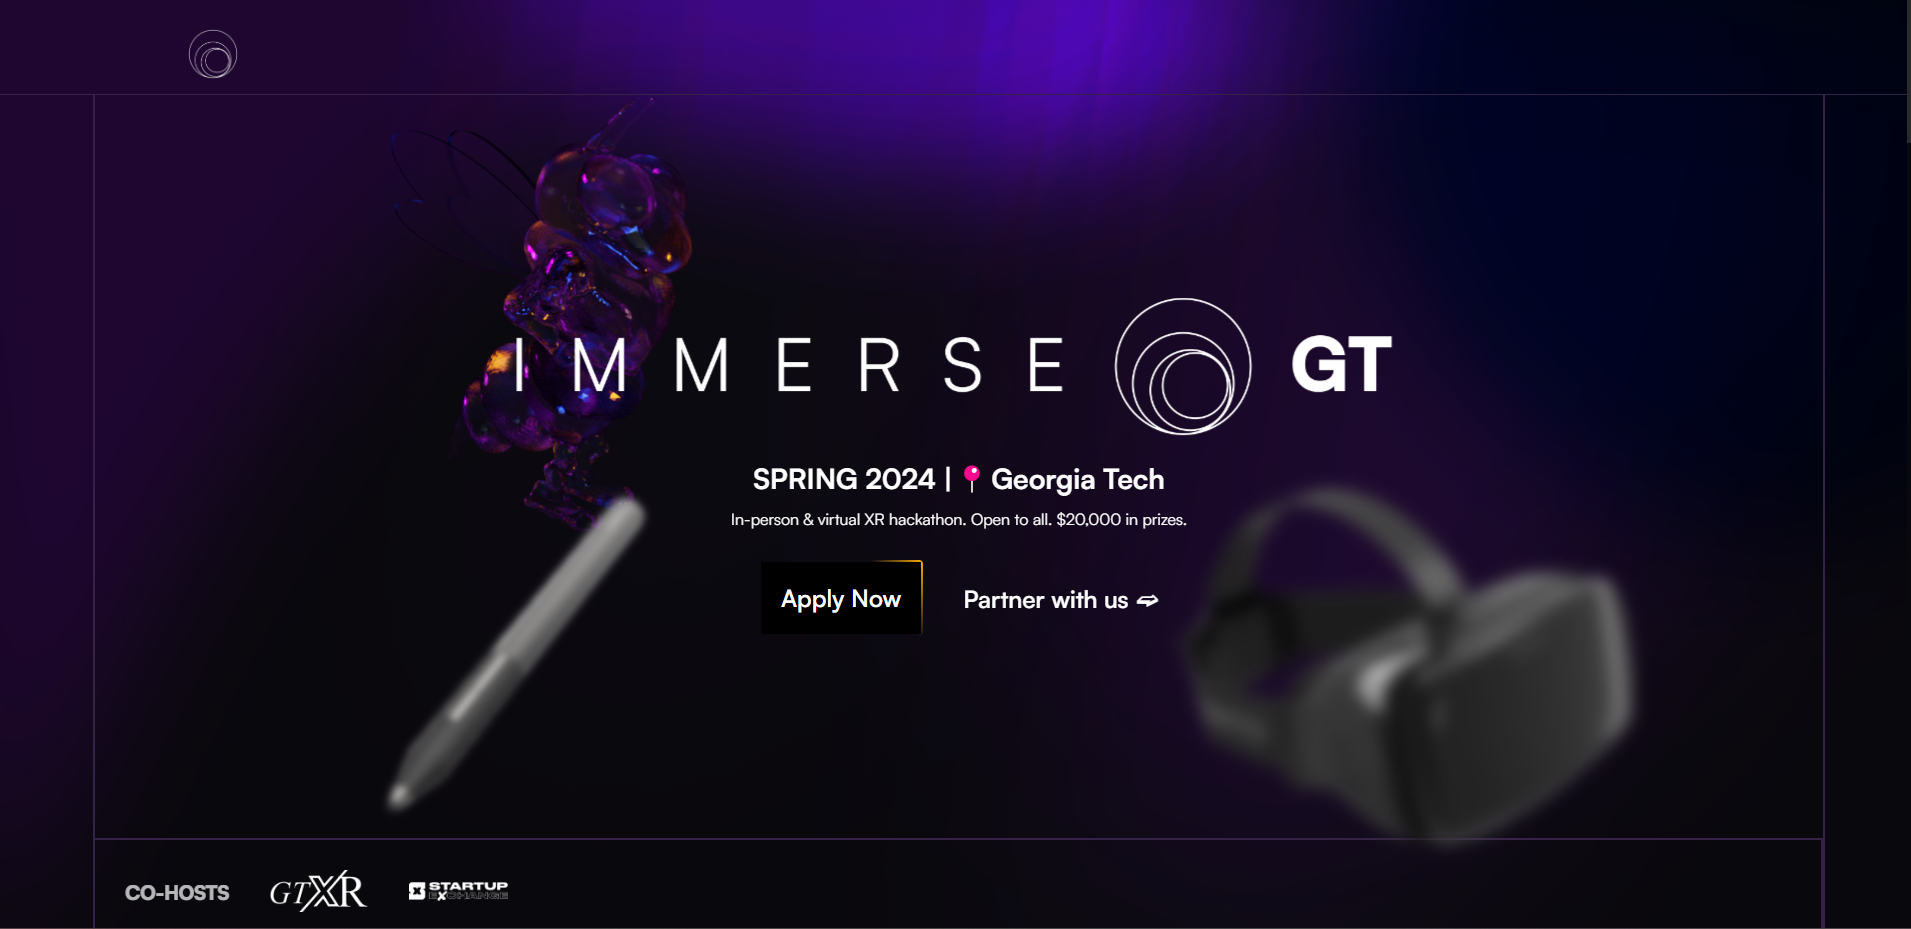 IMMERSE GT
SPRING 2024 | 📍 Georgia Tech
In-person & virtual XR hackathon. Open to all. $20,000 in prizes.
Apply Now
Partner with us
CO-HOSTS
GTXR
STARTUP
EXCHANGE